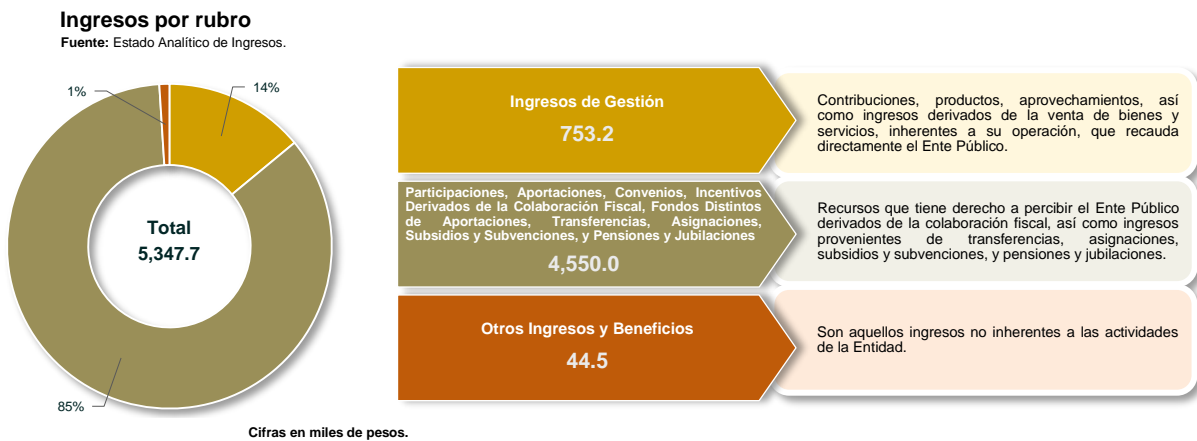 Ingresos por rubro
Fuente: Estado Analítico de Ingresos.
1%
14%
85%
Total
5,347.7
Ingresos de Gestión
753.2
Contribuciones, productos, aprovechamientos, así
como ingresos derivados de la venta de bienes y
servicios, inherentes a su operación, que recauda
directamente el Ente Público.
Participaciones, Aportaciones, Convenios, Incentivos
Derivados de la Colaboración Fiscal, Fondos Distintos
de Aportaciones, Transferencias, Asignaciones,
Subsidios y Subvenciones, y Pensiones y Jubilaciones
4,550.0
Recursos que tiene derecho a percibir el Ente Público
derivados de la colaboración fiscal, así como ingresos
provenientes de transferencias, asignaciones,
subsidios y subvenciones, y pensiones y jubilaciones.
Otros Ingresos y Beneficios
44.5
Son aquellos ingresos no inherentes a las actividades
de la Entidad.
Cifras en miles de pesos.